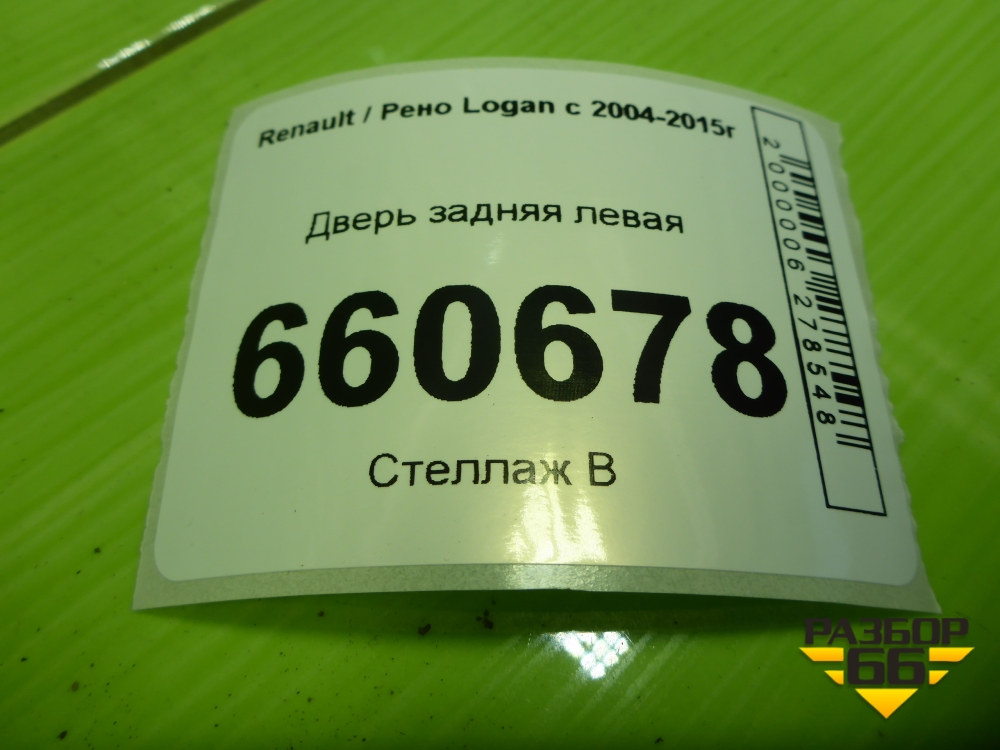 Renault / Рено Logan с 2004-2015г
Дверь задняя левая
660678
Стеллаж В
2000006278548
РАЗБОР
66